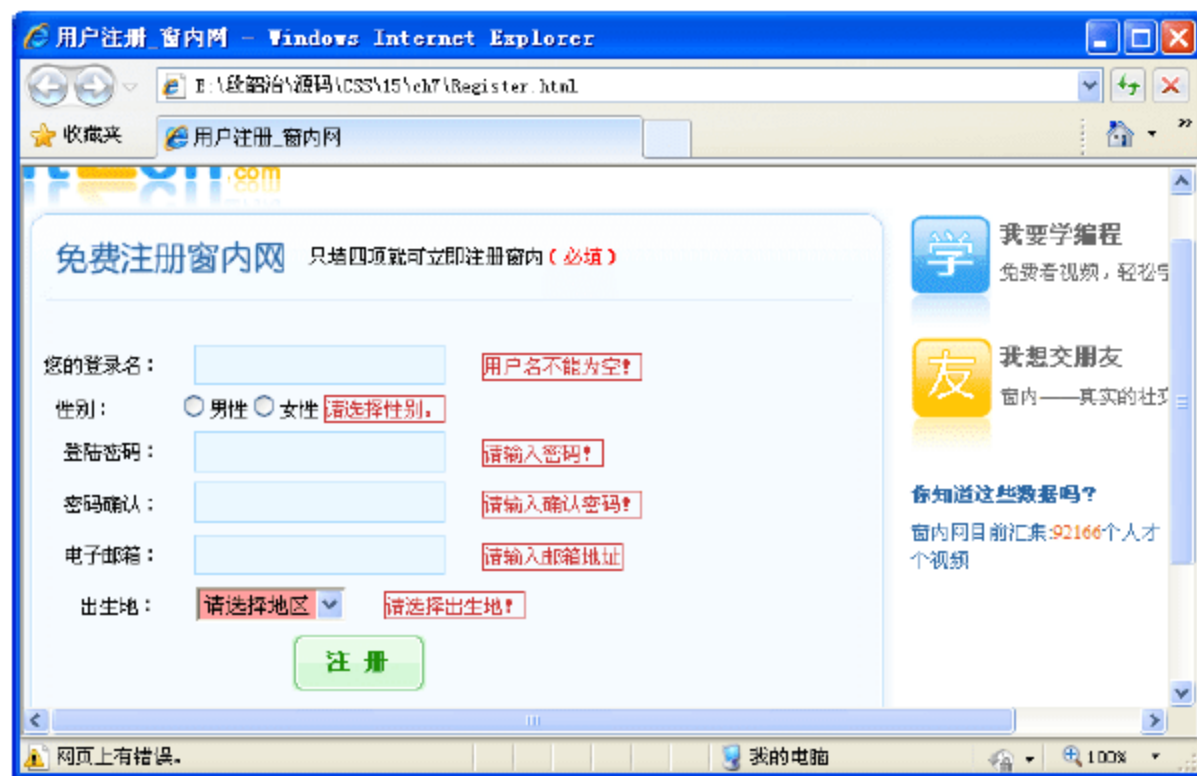 用户注册_窗内网 - Windows Internet Explorer
E:\段韶治\源码\CSS\15\ch7\Register.html
收藏夹
用户注册_窗内网
.com
免费注册窗内网 只填四项就可立即注册窗内（必填）
您的登录名：
用户名不能为空！
性别：
男性 女性 请选择性别。
登陆密码：
请输入密码！
密码确认：
请输入确认密码！
电子邮箱：
请输入邮箱地址
出生地：
请选择地区
请选择出生地！
注 册
学
我要学编程
免费看视频，轻松学
友
我想交朋友
窗内——真实的社交
你知道这些数据吗？
窗内网目前汇集:92166个人才
个视频
网页上有错误。
我的电脑
100%